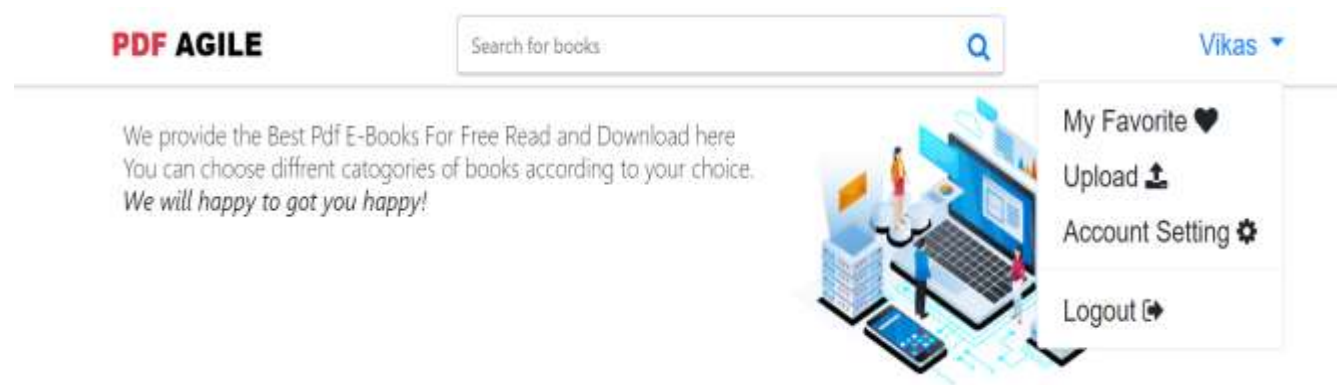 PDF AGILE
Search for books
Vikas
We provide the Best Pdf E-Books For Free Read and Download here
You can choose diffrent catogories of books according to your choice.
We will happy to got you happy!
My Favorite
Upload
Account Setting
Logout